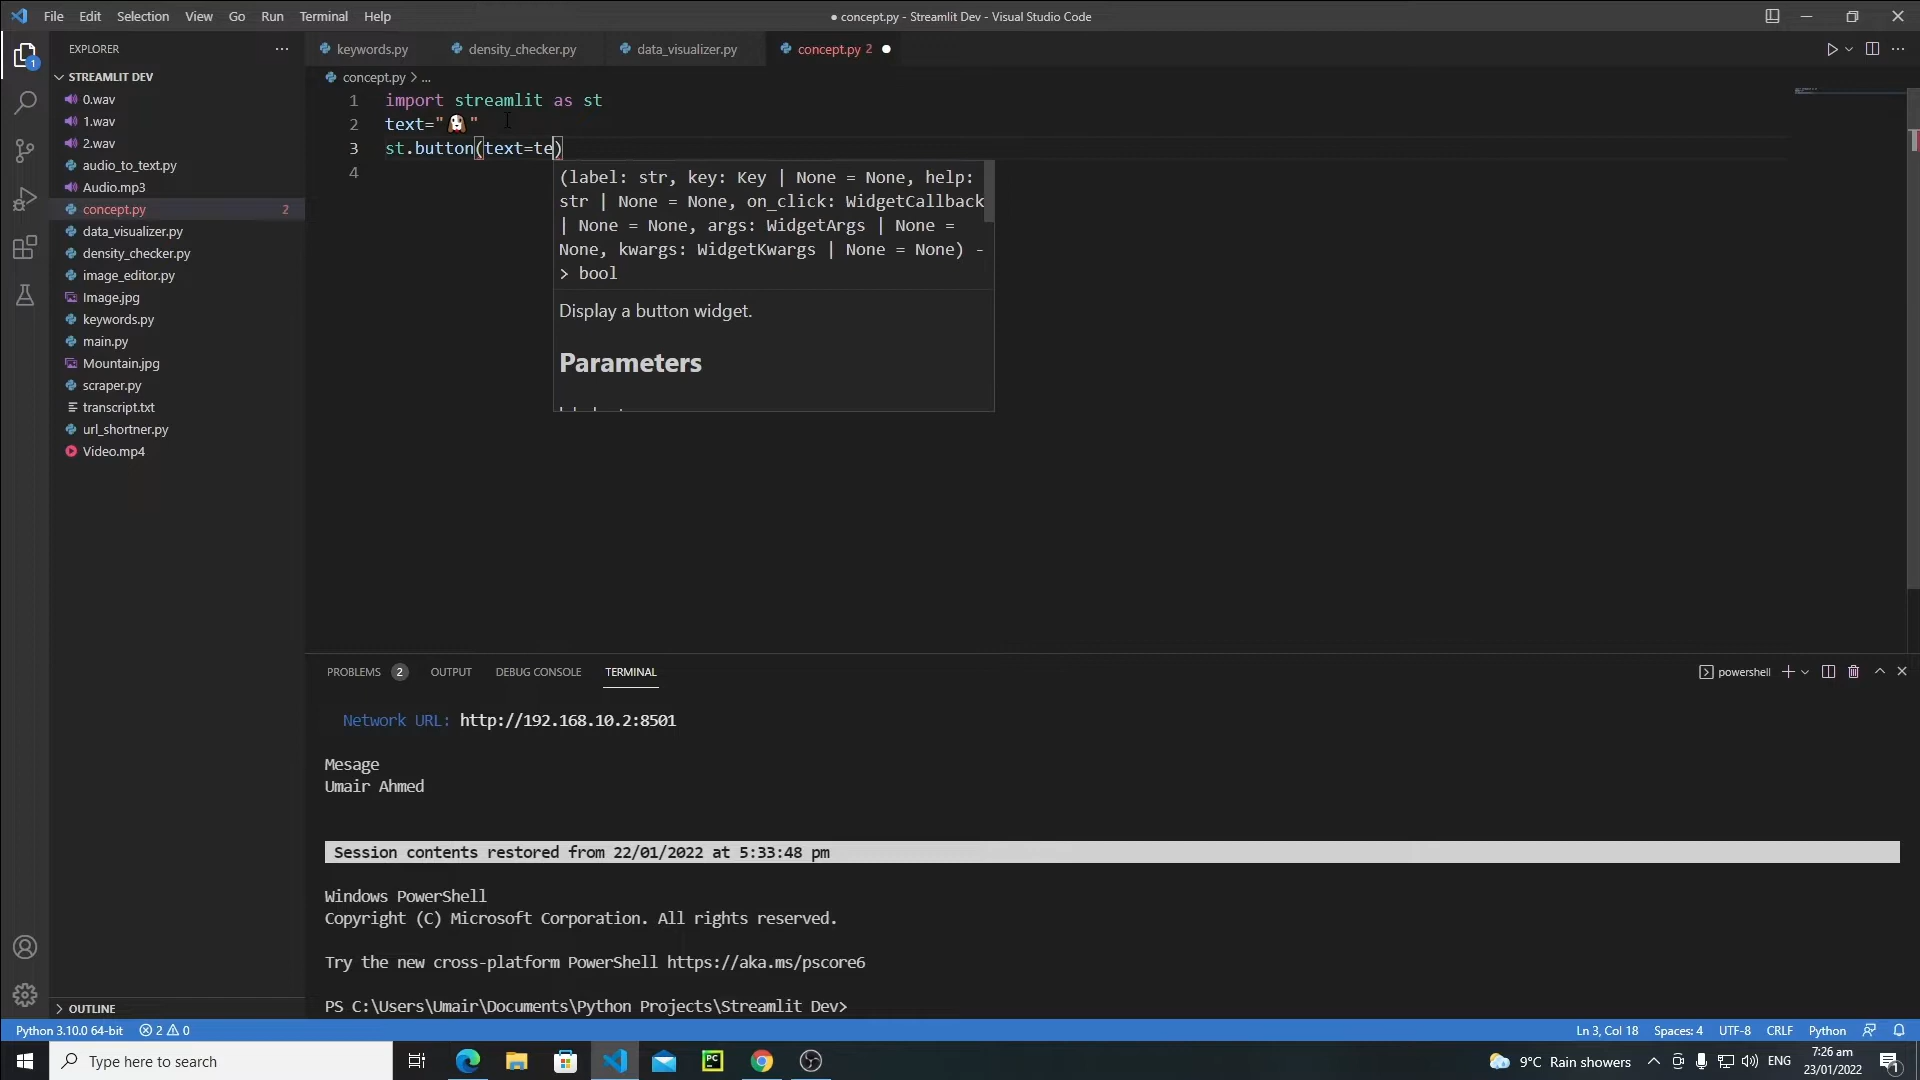 File Edit Selection View Go Run Terminal Help
● concept.py - Streamlit Dev - Visual Studio Code
EXPLORER
STREAMLIT DEV
0.wav
1.wav
2.wav
audio_to_text.py
Audio.mp3
concept.py 2
data_visualizer.py
density_checker.py
image_editor.py
Image.jpg
keywords.py
main.py
Mountain.jpg
scraper.py
transcript.txt
url_shortner.py
Video.mp4
OUTLINE
1
keywords.py density_checker.py data_visualizer.py concept.py 2 ●
concept.py > ...
1 import streamlit as st
2 text="🐶"
3 st.button(text=te)
4
(label: str, key: Key | None = None, help:
str | None = None, on_click: WidgetCallback
| None = None, args: WidgetArgs | None =
None, kwargs: WidgetKwargs | None = None) -
> bool
Display a button widget.
Parameters
PROBLEMS 2 OUTPUT DEBUG CONSOLE TERMINAL
powershell
Network URL: http://192.168.10.2:8501
Mesage
Umair Ahmed
Session contents restored from 22/01/2022 at 5:33:48 pm
Windows PowerShell
Copyright (C) Microsoft Corporation. All rights reserved.
Try the new cross-platform PowerShell https://aka.ms/pscore6
PS C:\Users\Umair\Documents\Python Projects\Streamlit Dev>
Python 3.10.0 64-bit 2 0
Ln 3, Col 18 Spaces: 4 UTF-8 CRLF Python
Type here to search
PC
9°C Rain showers
ENG
7:26 am
23/01/2022
1